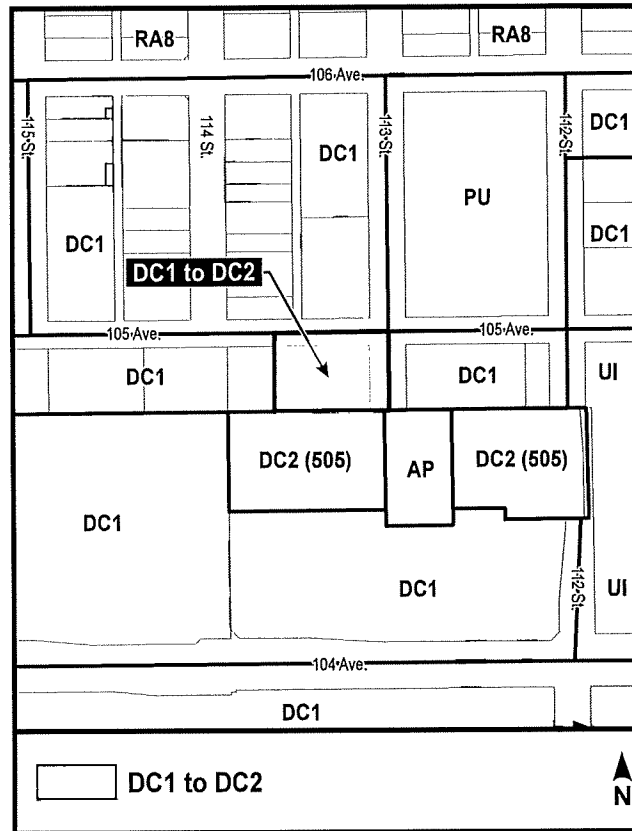 RA8
RA8
106 Ave.
115 St.
114 St.
113 St.
112 St.
DC1
DC1
PU
DC1
DC1
DC1 to DC2
105 Ave.
105 Ave.
DC1
DC1
UI
DC2 (505)
AP
DC2 (505)
DC1
DC1
112 St.
UI
104 Ave.
DC1
DC1 to DC2
N